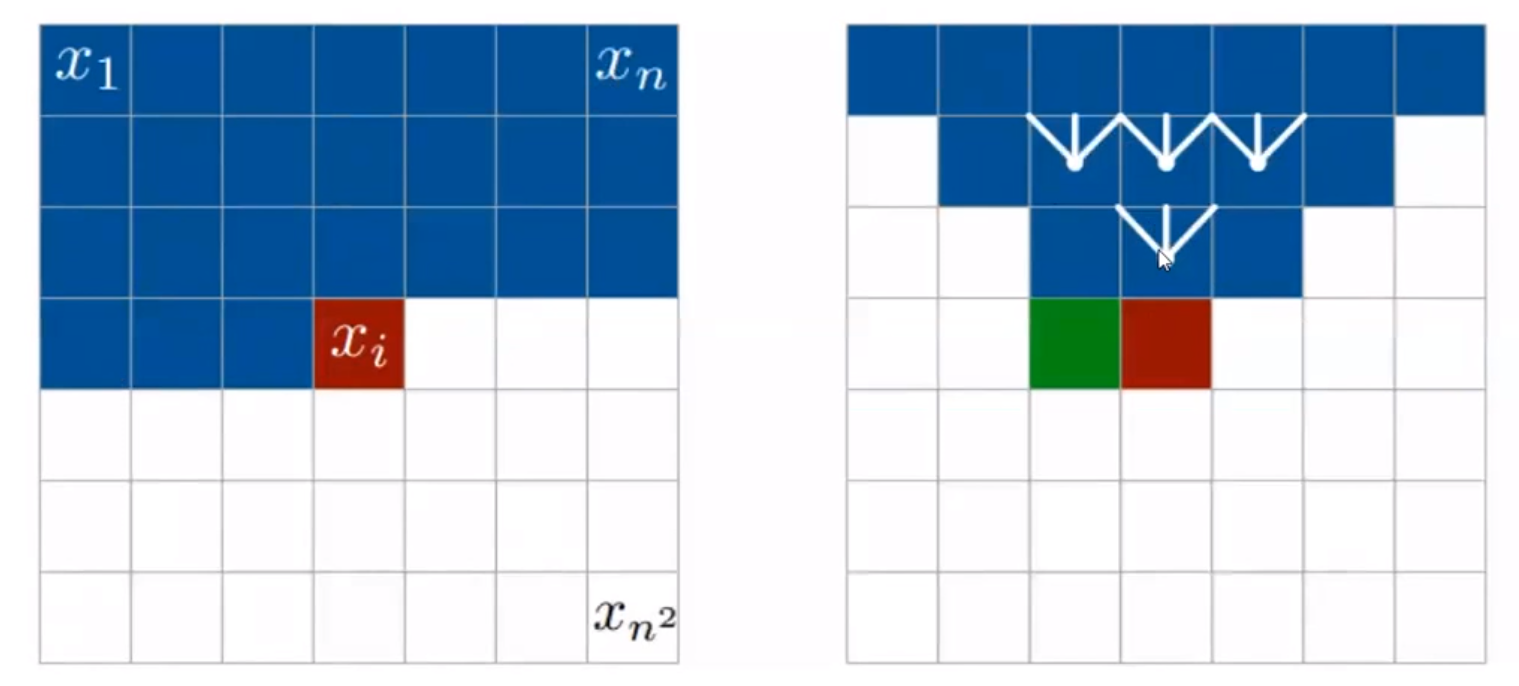 x₁ xₙ
xᵢ
xₙ²